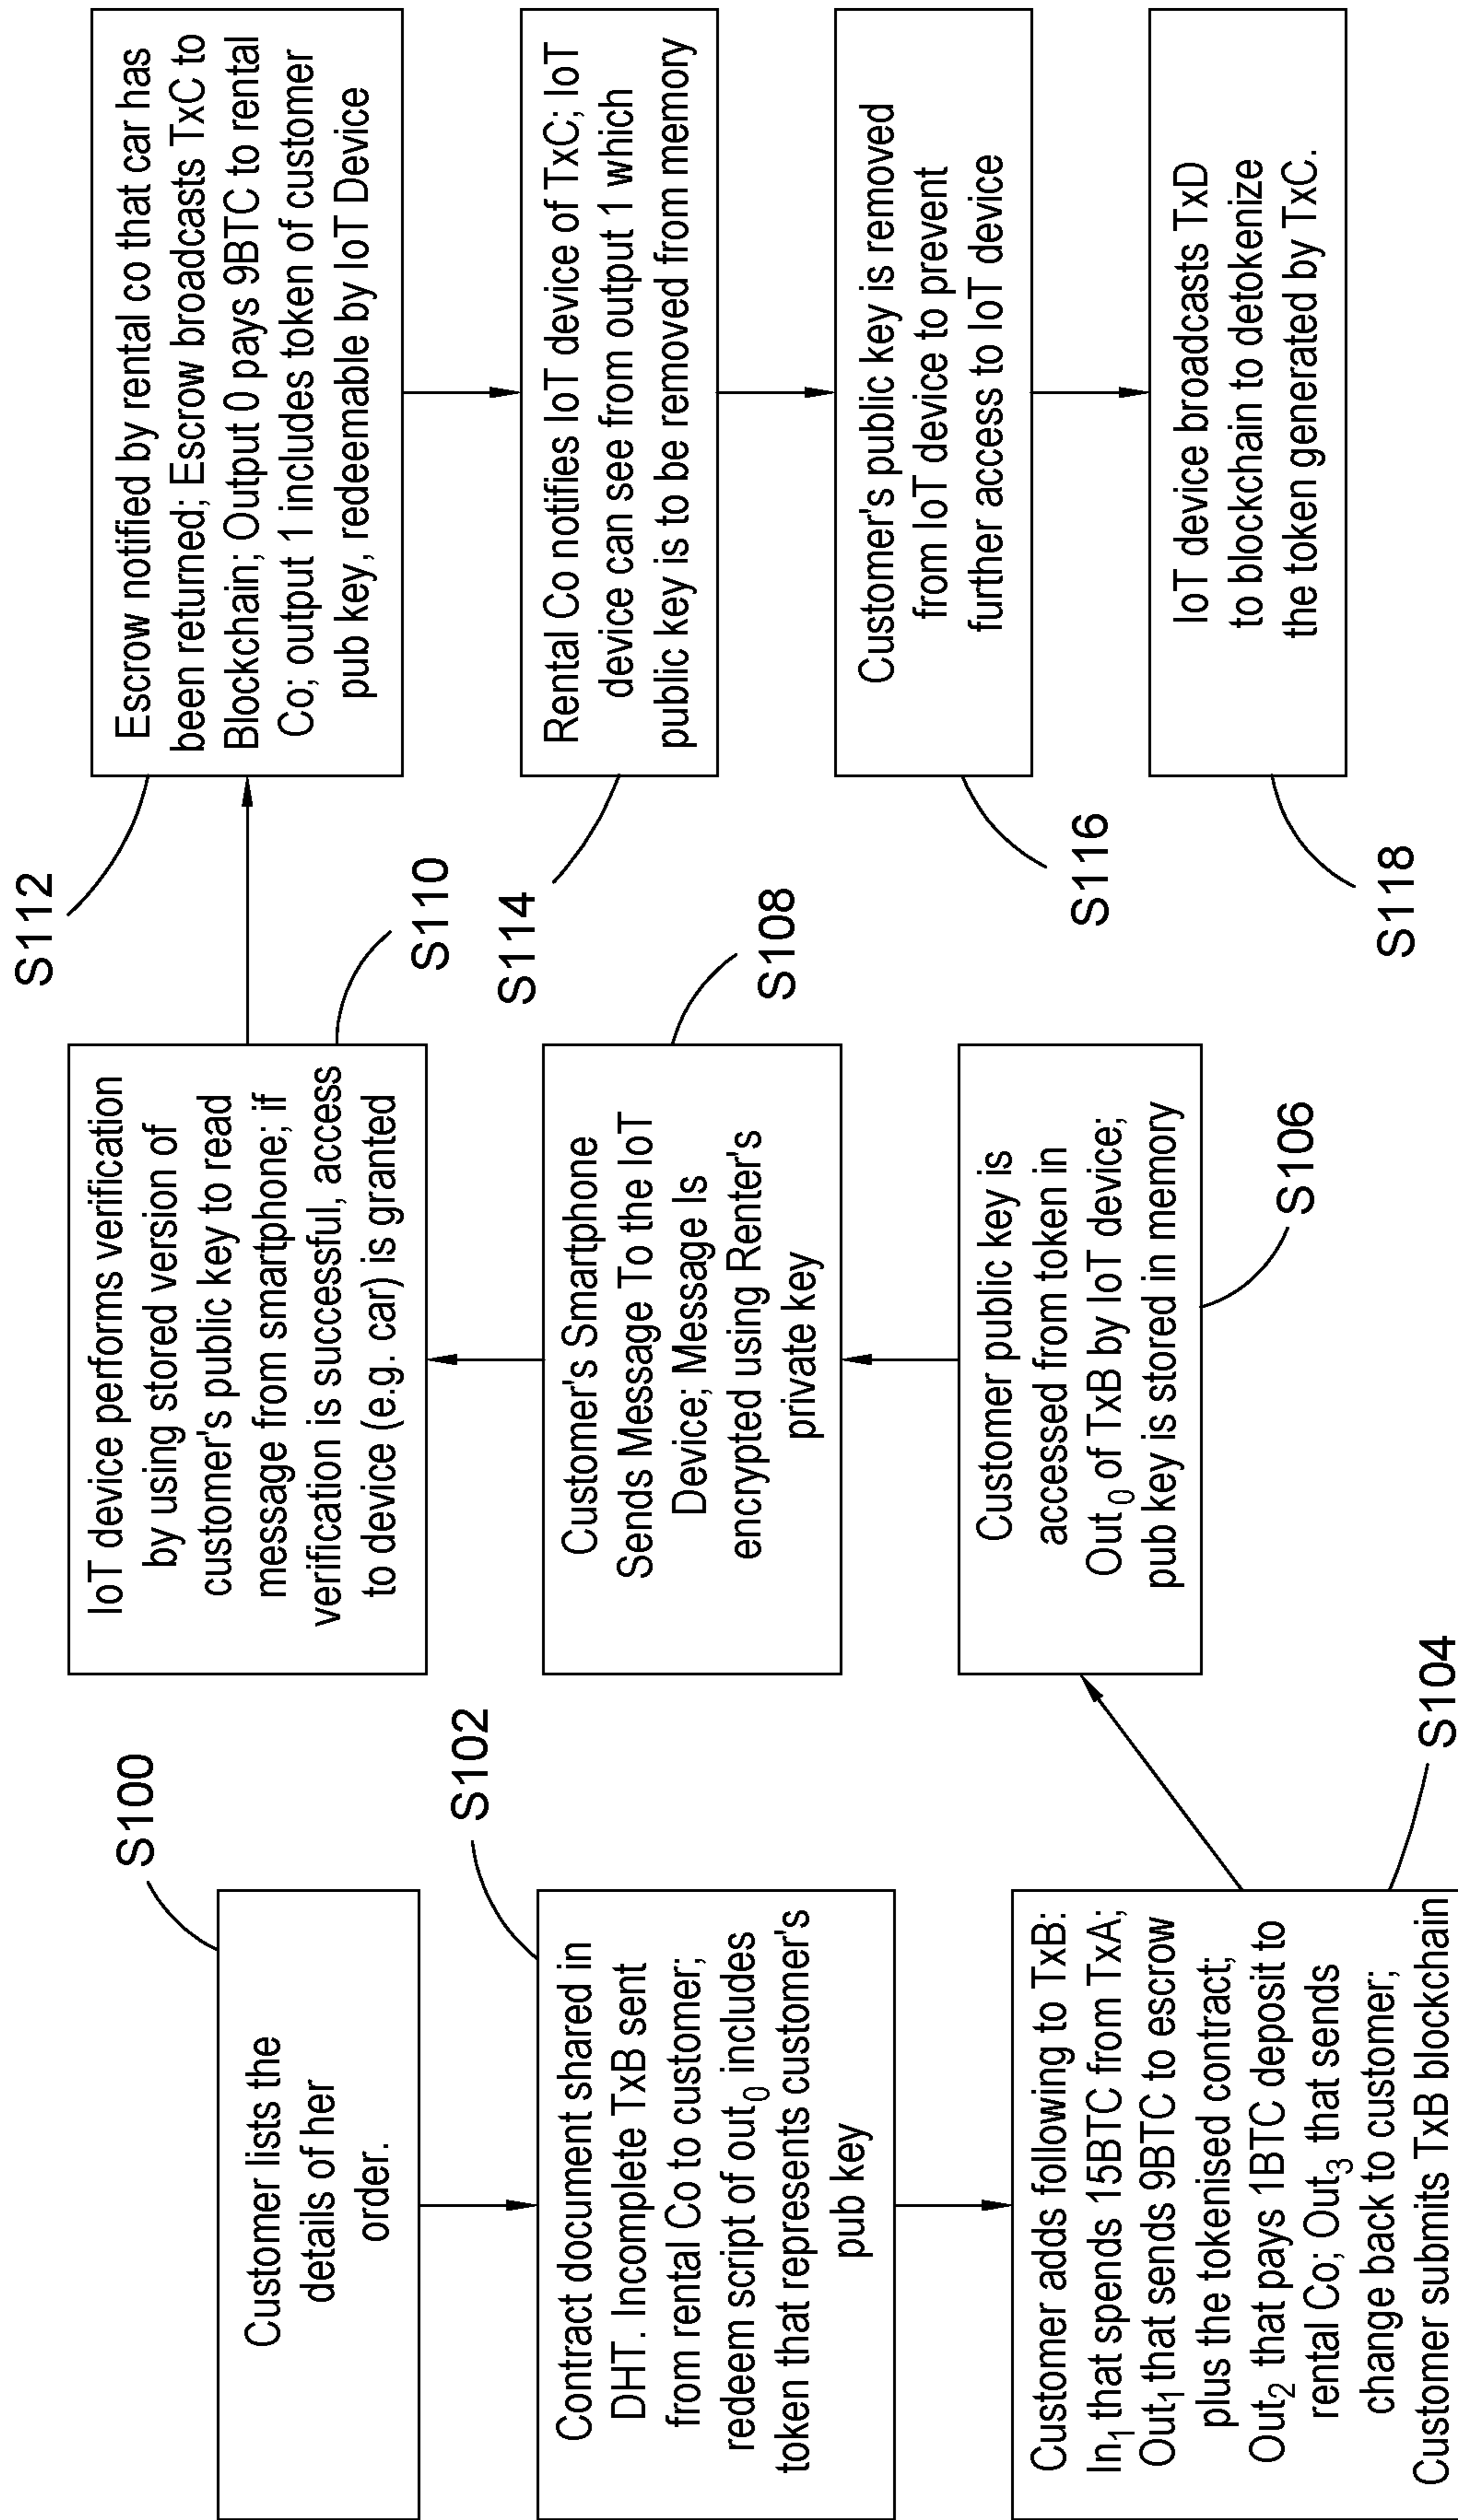 S100
Customer lists the
details of her
order.
S102
Contract document shared in
DHT. Incomplete TxB sent
from rental Co to customer;
redeem script of out0 includes
token that represents customer's
pub key
S104
Customer adds following to TxB:
In1 that spends 15BTC from TxA;
Out1 that sends 9BTC to escrow
plus the tokenised contract;
Out2 that pays 1BTC deposit to
rental Co; Out3 that sends
change back to customer;
Customer submits TxB blockchain
S106
Customer public key is
accessed from token in
Out 0 of TxB by IoT device;
pub key is stored in memory
S108
Customer's Smartphone
Sends Message To the IoT
Device; Message Is
encrypted using Renter's
private key
S110
IoT device performs verification
by using stored version of
customer's public key to read
message from smartphone; if
verification is successful, access
to device (e.g. car) is granted
S112
Escrow notified by rental co that car has
been returned; Escrow broadcasts TxC to
Blockchain; Output 0 pays 9BTC to rental
Co; output 1 includes token of customer
pub key, redeemable by IoT Device
S114
Rental Co notifies IoT device of TxC; IoT
device can see from output 1 which
public key is to be removed from memory
S116
Customer's public key is removed
from IoT device to prevent
further access to IoT device
S118
IoT device broadcasts TxD
to blockchain to detokenize
the token generated by TxC.